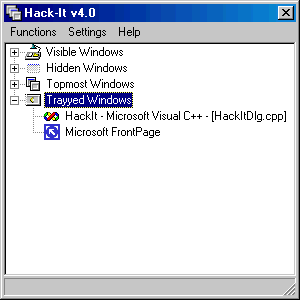 Hack-It v4.0
Functions Settings Help
Visible Windows
Hidden Windows
Topmost Windows
Trayyed Windows
HackIt - Microsoft Visual C++ - [HackItDlg.cpp]
Microsoft FrontPage